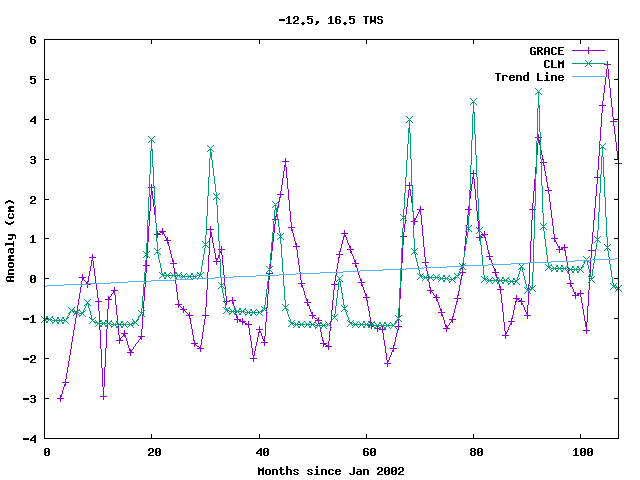 -12.5, 16.5 TWS
GRACE
CLM
Trend Line
6
5
4
3
2
1
0
-1
-2
-3
-4
Anomaly (cm)
0 20 40 60 80 100
Months since Jan 2002